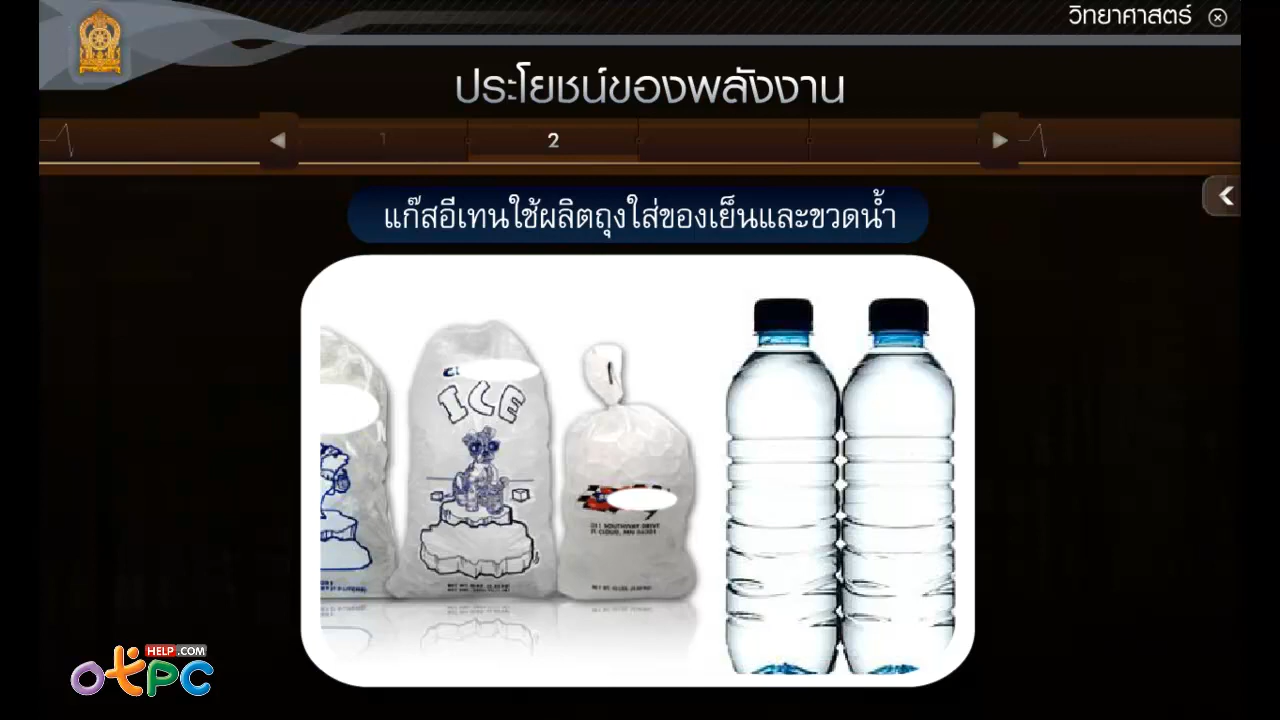 วิทยาศาสตร์
ประโยชน์ของพลังงาน
1
2
แก๊สอีเทนใช้ผลิตถุงใส่ของเย็นและขวดน้ำ
ICE
HELP.COM
OTPC